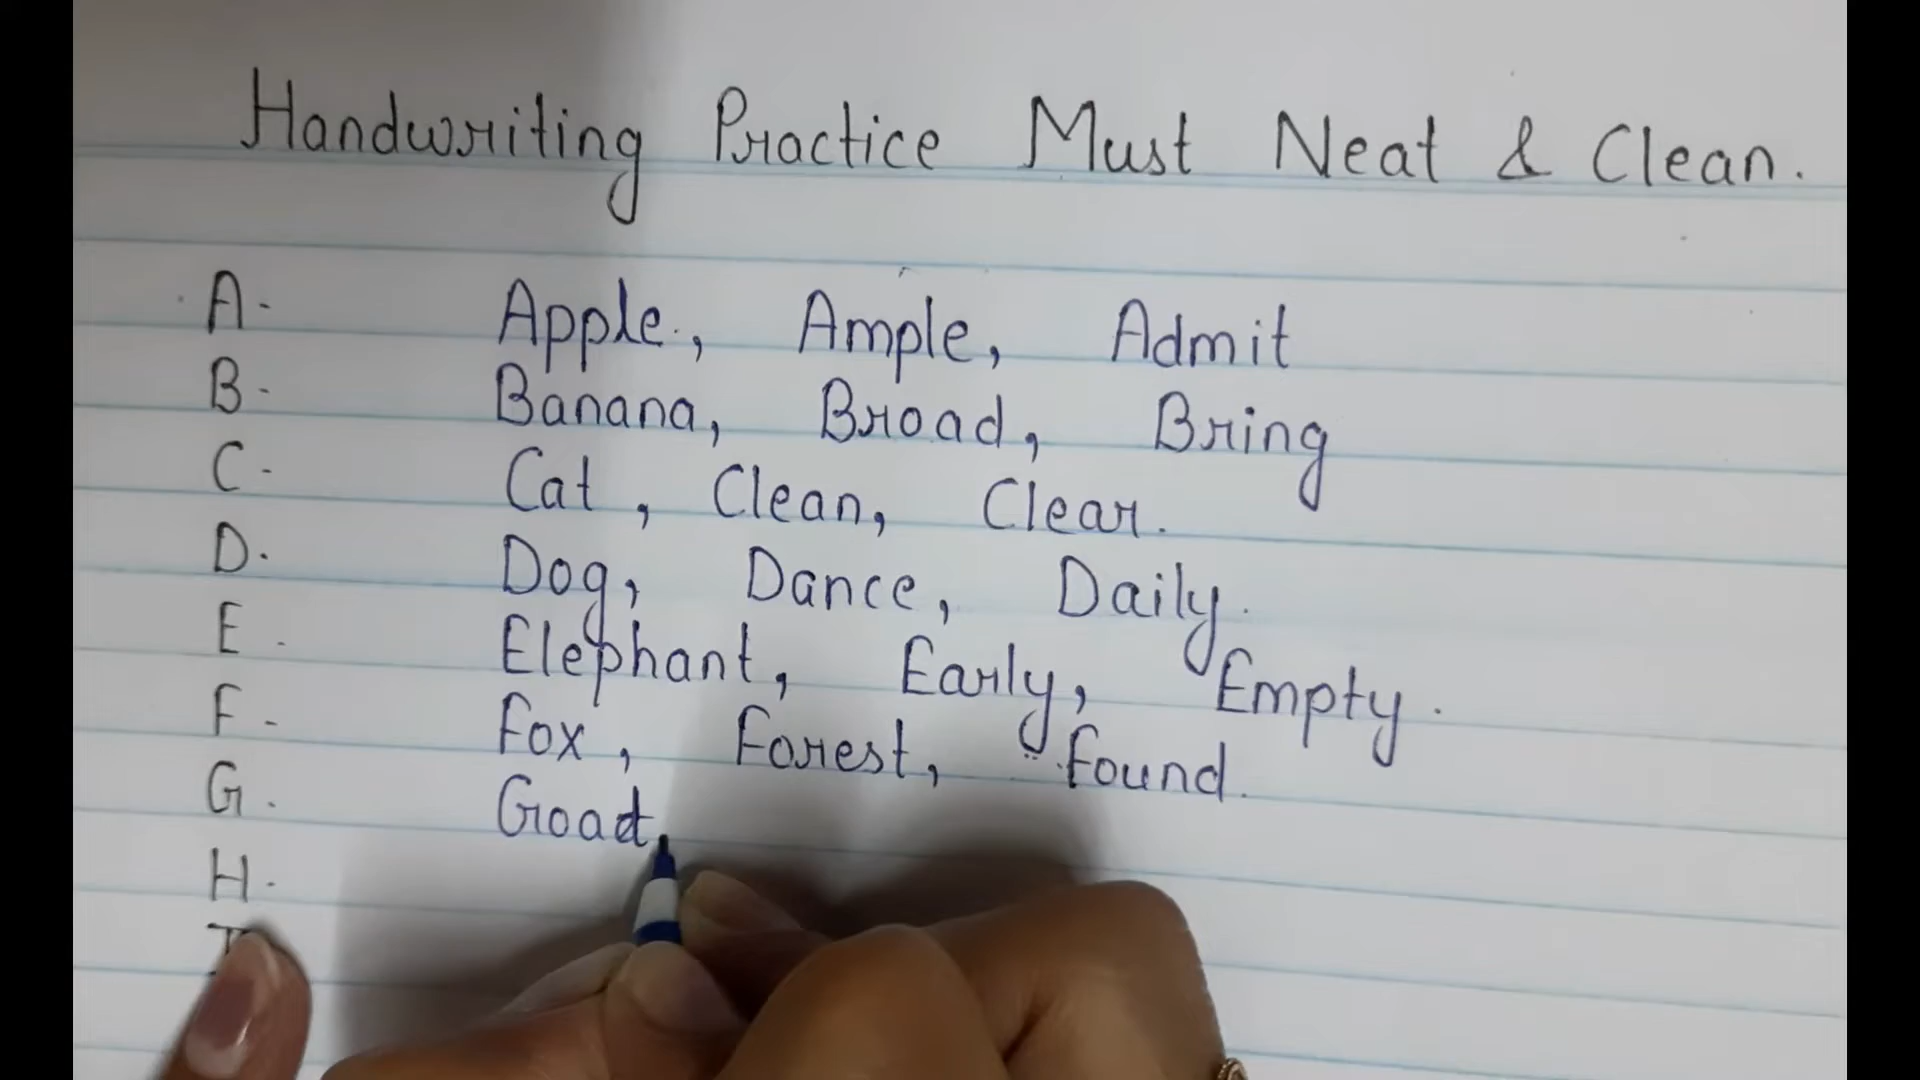 Handwriting Practice Must Neat & Clean.
A- Apple, Ample, Admit
B- Banana, Broad, Bring
C- Cat, Clean, Clear.
D. Dog, Dance, Daily.
E. Elephant, Early, Empty.
F- Fox, Forest, Found.
G. Goat
H.
I